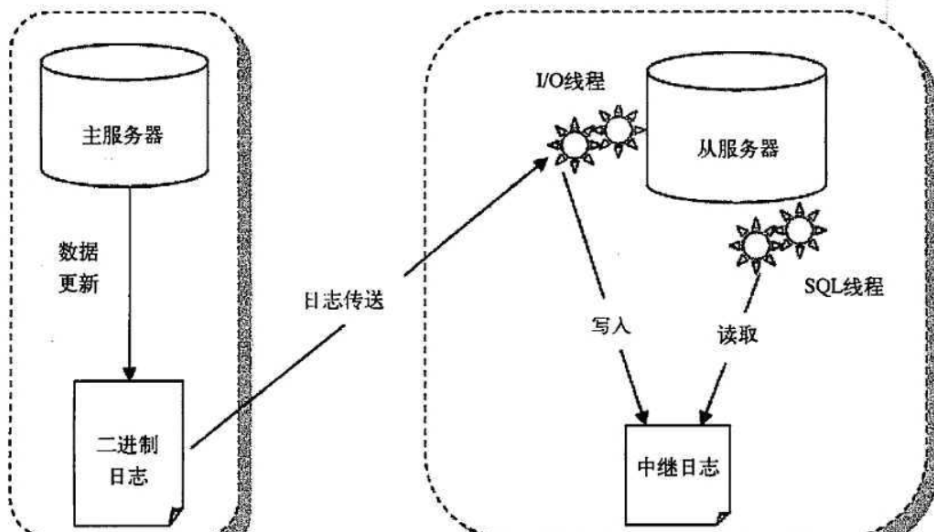 主服务器
数据
更新
二进制
日志
日志传送
I/O线程
从服务器
SQL线程
写入
读取
中继日志